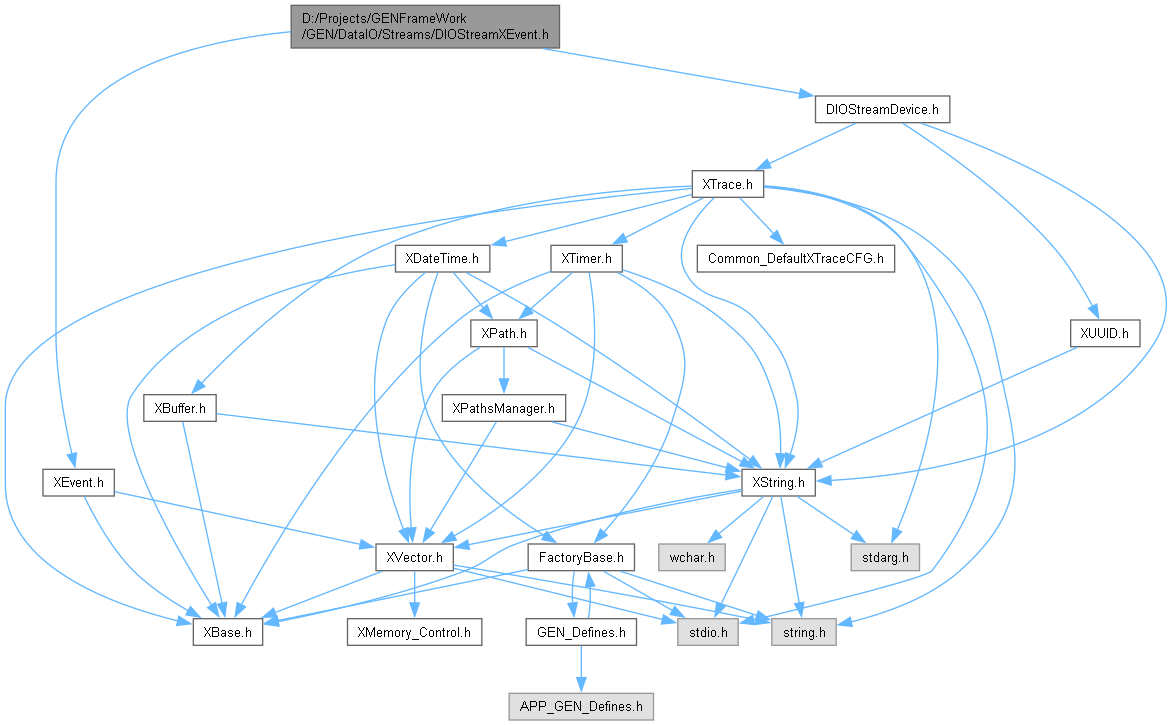 D:/Projects/GENFrameWork
/GEN/DataIO/Streams/DIOStreamXEvent.h
DIOStreamDevice.h
XTrace.h
XDateTime.h
XTimer.h
Common_DefaultXTraceCFG.h
XPath.h
XUUID.h
XBuffer.h
XPathsManager.h
XEvent.h
XString.h
XVector.h
FactoryBase.h
wchar.h
stdarg.h
XBase.h
XMemory_Control.h
GEN_Defines.h
stdio.h
string.h
APP_GEN_Defines.h